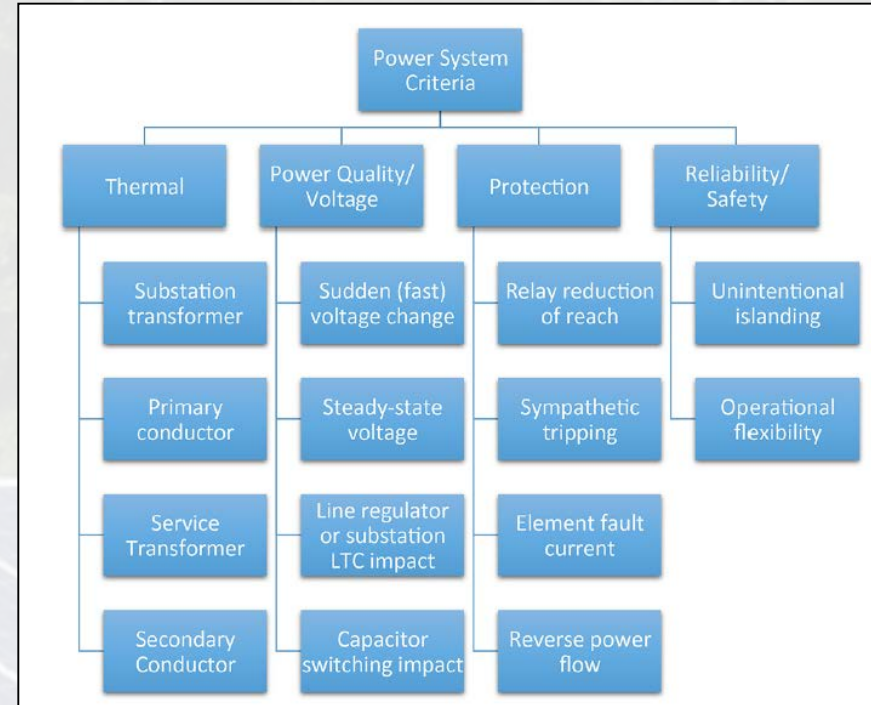 Power System
Criteria
Thermal
Power Quality/
Voltage
Protection
Reliability/
Safety
Substation
transformer
Sudden (fast)
voltage change
Relay reduction
of reach
Unintentional
islanding
Primary
conductor
Steady-state
voltage
Sympathetic
tripping
Operational
flexibility
Service
Transformer
Line regulator
or substation
LTC impact
Element fault
current
Secondary
Conductor
Capacitor
switching impact
Reverse power
flow